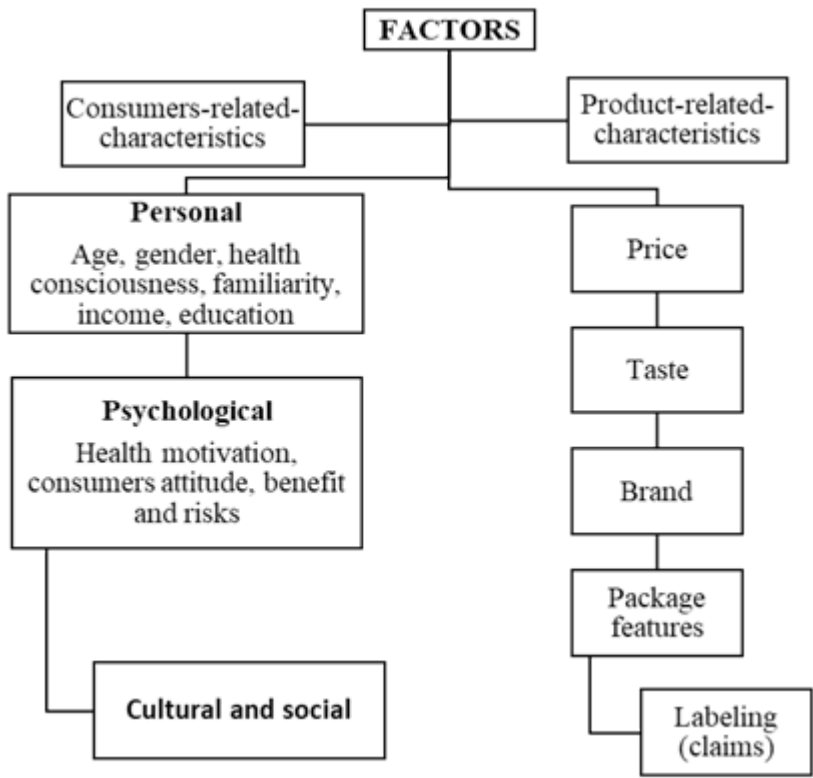 FACTORS
Consumers-related-
characteristics
Product-related-
characteristics
Personal
Age, gender, health
consciousness, familiarity,
income, education
Psychological
Health motivation,
consumers attitude, benefit
and risks
Cultural and social
Price
Taste
Brand
Package
features
Labeling
(claims)